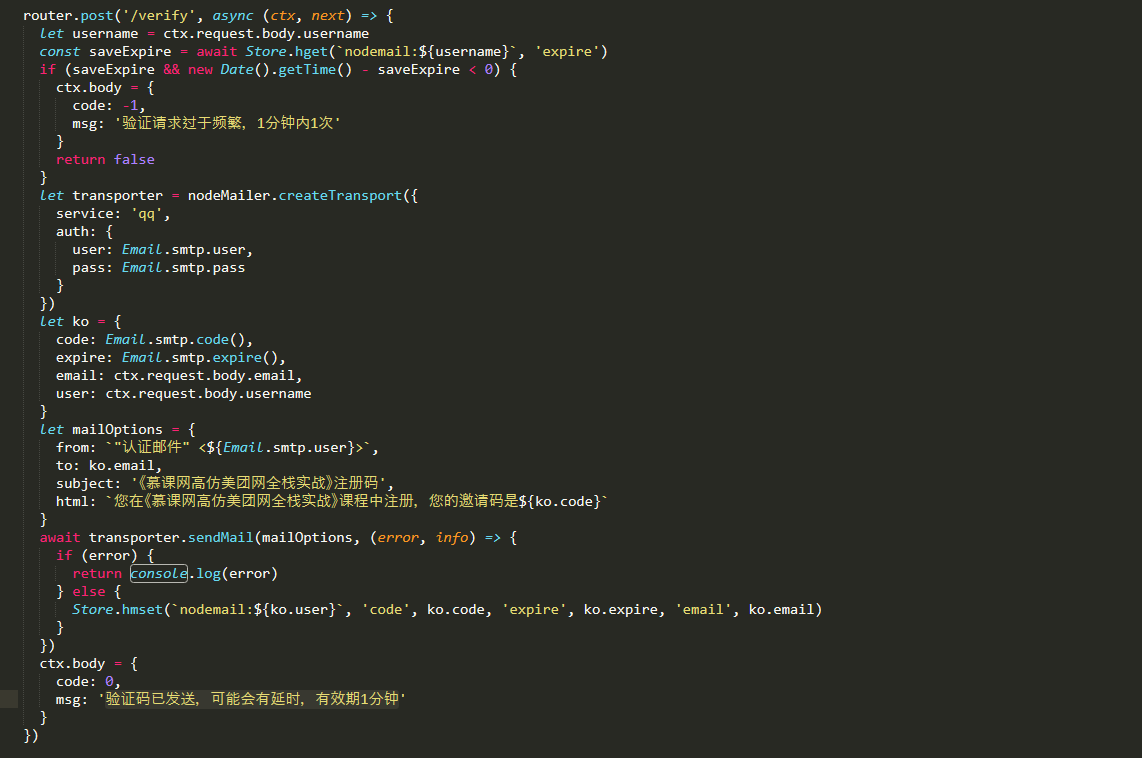 router.post('/verify', async (ctx, next) => {
  let username = ctx.request.body.username
  const saveExpire = await Store.hget(`nodemail:${username}`, 'expire')
  if (saveExpire && new Date().getTime() - saveExpire < 0) {
    ctx.body = {
      code: -1,
      msg: '验证请求过于频繁，1分钟内1次'
    }
    return false
  }
  let transporter = nodeMailer.createTransport({
    service: 'qq',
    auth: {
      user: Email.smtp.user,
      pass: Email.smtp.pass
    }
  })
  let ko = {
    code: Email.smtp.code(),
    expire: Email.smtp.expire(),
    email: ctx.request.body.email,
    user: ctx.request.body.username
  }
  let mailOptions = {
    from: `"认证邮件" <${Email.smtp.user}>`,
    to: ko.email,
    subject: '《慕课网高仿美团网全栈实战》注册码',
    html: `您在《慕课网高仿美团网全栈实战》课程中注册，您的邀请码是${ko.code}`
  }
  await transporter.sendMail(mailOptions, (error, info) => {
    if (error) {
      return console.log(error)
    } else {
      Store.hmset(`nodemail:${ko.user}`, 'code', ko.code, 'expire', ko.expire, 'email', ko.email)
    }
  })
  ctx.body = {
    code: 0,
    msg: '验证码已发送，可能会有延时，有效期1分钟'
  }
})